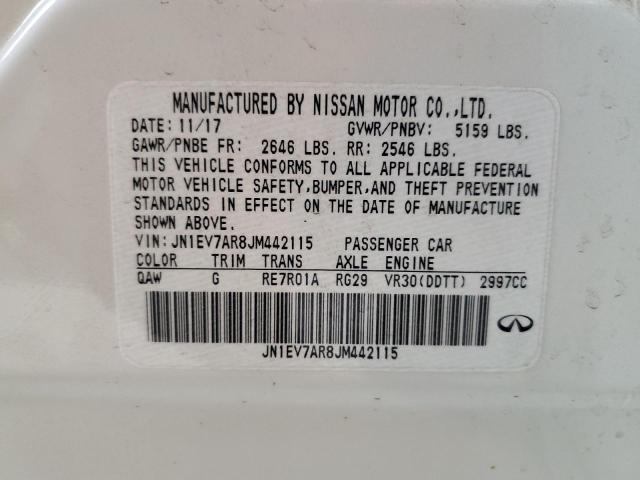 MANUFACTURED BY NISSAN MOTOR CO.,LTD.
DATE: 11/17 GVWR/PNBV: 5159 LBS.
GAWR/PNBE FR: 2646 LBS. RR: 2546 LBS.
THIS VEHICLE CONFORMS TO ALL APPLICABLE FEDERAL
MOTOR VEHICLE SAFETY,BUMPER,AND THEFT PREVENTION
STANDARDS IN EFFECT ON THE DATE OF MANUFACTURE
SHOWN ABOVE.
VIN:JN1EV7AR8JM442115 PASSENGER CAR
COLOR TRIM TRANS AXLE ENGINE
QAW G RE7R01A RG29 VR30(DDTT) 2997CC
JN1EV7AR8JM442115